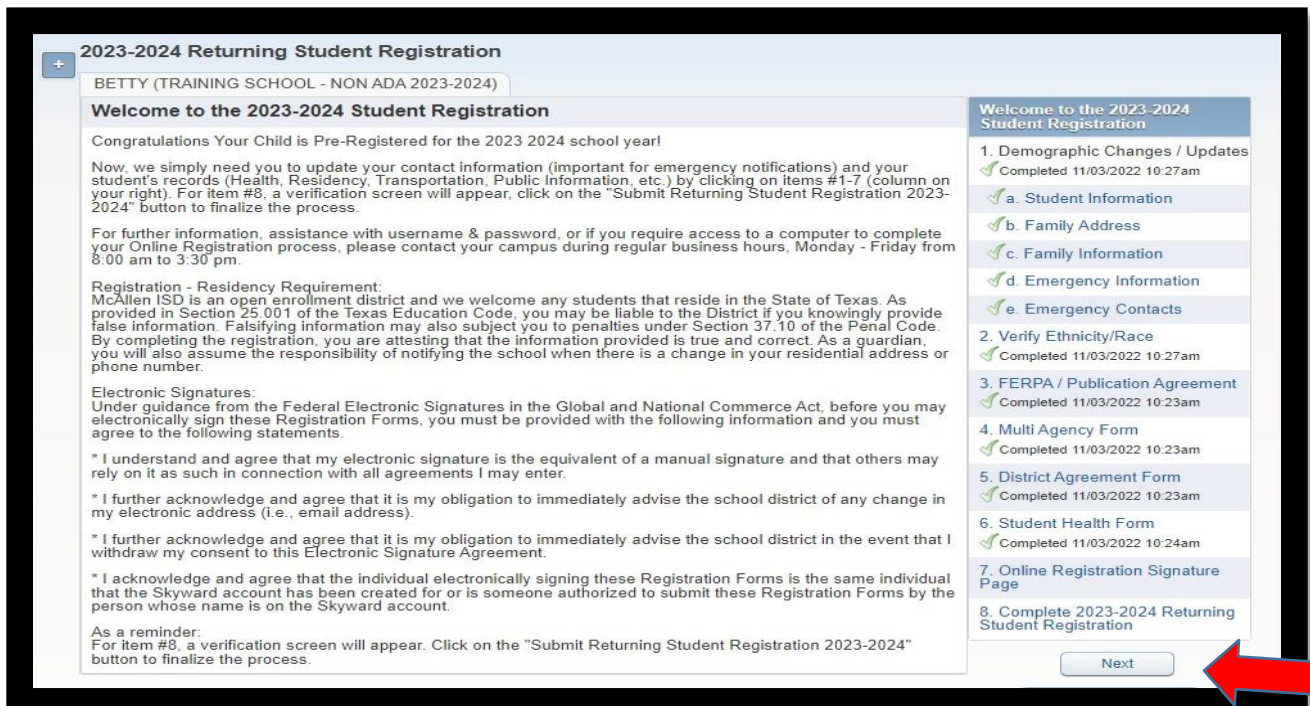 2023-2024 Returning Student Registration
+
BETTY (TRAINING SCHOOL - NON ADA 2023-2024)
Welcome to the 2023-2024 Student Registration
Congratulations Your Child is Pre-Registered for the 2023 2024 school year!
Now, we simply need you to update your contact information (important for emergency notifications) and your
student's records (Health, Residency, Transportation, Public Information, etc.) by clicking on items #1-7 (column on
your right). For item #8, a verification screen will appear, click on the "Submit Returning Student Registration 2023-
2024" button to finalize the process.
For further information, assistance with username & password, or if you require access to a computer to complete
your Online Registration process, please contact your campus during regular business hours, Monday - Friday from
8:00 am to 3:30 pm.
Registration - Residency Requirement:
McAllen ISD is an open enrollment district and we welcome any students that reside in the State of Texas. As
provided in Section 25.001 of the Texas Education Code, you may be liable to the District if you knowingly provide
false information. Falsifying information may also subject you to penalties under Section 37.10 of the Penal Code.
By completing the registration, you are attesting that the information provided is true and correct. As a guardian,
you will also assume the responsibility of notifying the school when there is a change in your residential address or
phone number.
Electronic Signatures:
Under guidance from the Federal Electronic Signatures in the Global and National Commerce Act, before you may
electronically sign these Registration Forms, you must be provided with the following information and you must
agree to the following statements.
* I understand and agree that my electronic signature is the equivalent of a manual signature and that others may
rely on it as such in connection with all agreements I may enter.
* I further acknowledge and agree that it is my obligation to immediately advise the school district of any change in
my electronic address (i.e., email address).
* I further acknowledge and agree that it is my obligation to immediately advise the school district in the event that I
withdraw my consent to this Electronic Signature Agreement.
* I acknowledge and agree that the individual electronically signing these Registration Forms is the same individual
that the Skyward account has been created for or is someone authorized to submit these Registration Forms by the
person whose name is on the Skyward account.
As a reminder:
For item #8, a verification screen will appear. Click on the "Submit Returning Student Registration 2023-2024"
button to finalize the process.
Welcome to the 2023-2024
Student Registration
1. Demographic Changes / Updates
Completed 11/03/2022 10:27am
a. Student Information
b. Family Address
c. Family Information
d. Emergency Information
e. Emergency Contacts
2. Verify Ethnicity/Race
Completed 11/03/2022 10:27am
3. FERPA / Publication Agreement
Completed 11/03/2022 10:23am
4. Multi Agency Form
Completed 11/03/2022 10:23am
5. District Agreement Form
Completed 11/03/2022 10:23am
6. Student Health Form
Completed 11/03/2022 10:24am
7. Online Registration Signature
Page
8. Complete 2023-2024 Returning
Student Registration
Next